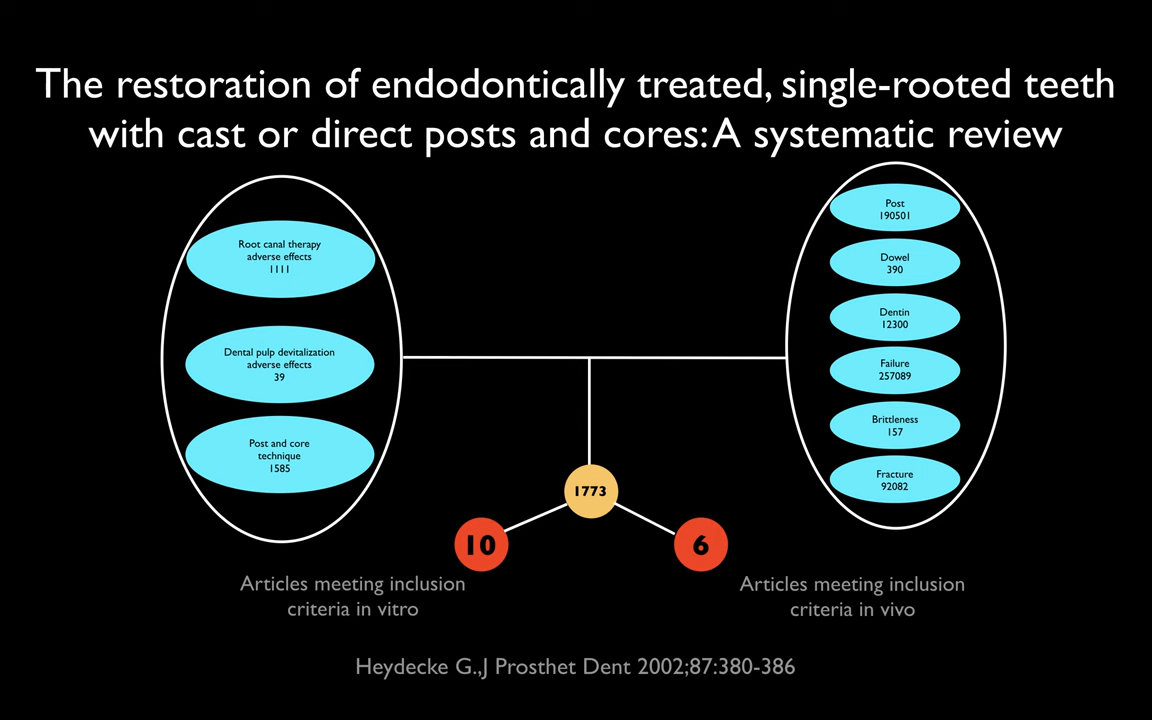 The restoration of endodontically treated, single-rooted teeth
with cast or direct posts and cores: A systematic review
Root canal therapy
adverse effects
1111
Dental pulp devitalization
adverse effects
39
Post and core
technique
1585
Post
190501
Dowel
390
Dentin
12300
Failure
257089
Brittleness
157
Fracture
92082
1773
10
6
Articles meeting inclusion
criteria in vitro
Articles meeting inclusion
criteria in vivo
Heydecke G.,J Prosthet Dent 2002;87:380-386